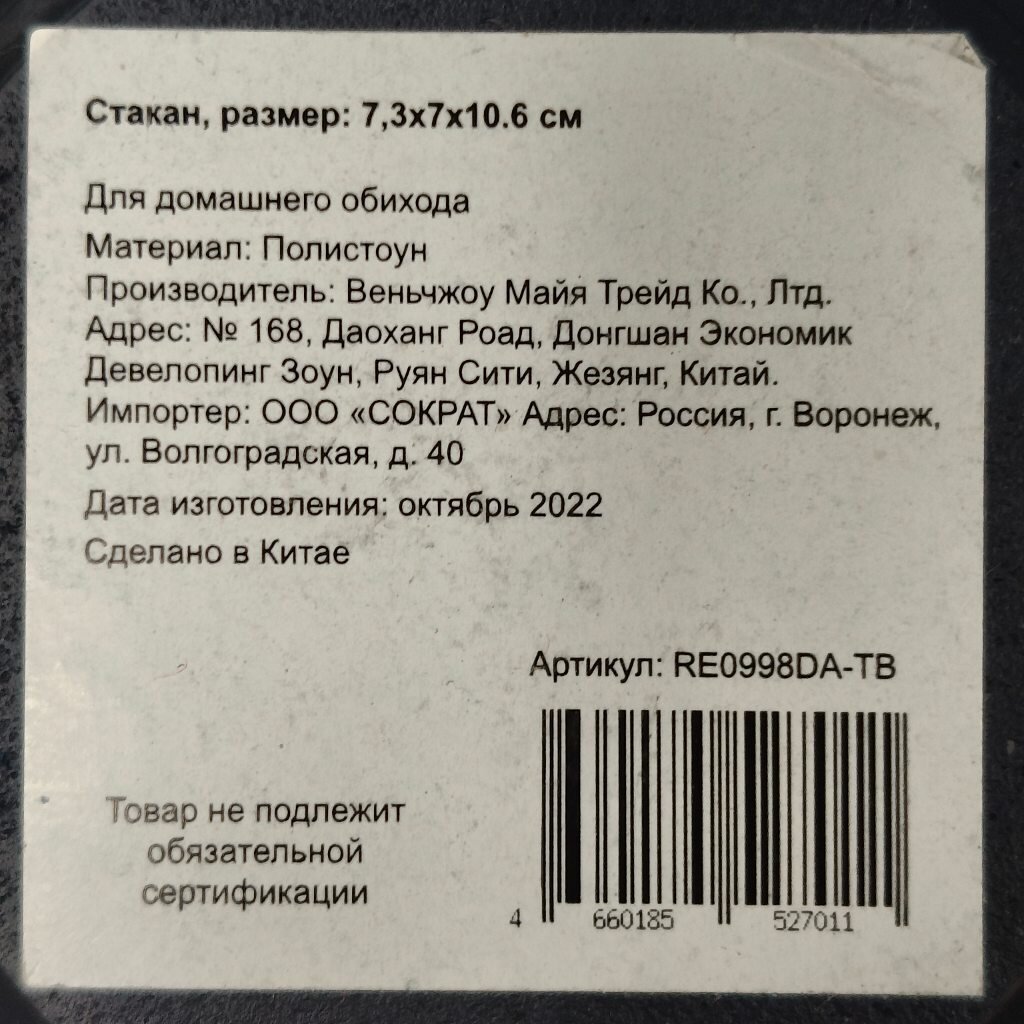 Стакан, размер: 7,3x7x10.6 см
Для домашнего обихода
Материал: Полистоун
Производитель: Веньчжоу Майя Трейд Ко., Лтд.
Адрес: № 168, Даоханг Роад, Донгшан Экономик
Девелопинг Зоун, Руян Сити, Жезянг, Китай.
Импортер: ООО «СОКРАТ» Адрес: Россия, г. Воронеж,
ул. Волгоградская, д. 40
Дата изготовления: октябрь 2022
Сделано в Китае
Артикул: RE0998DA-TB
Товар не подлежит
обязательной
сертификации
4 660185 527011